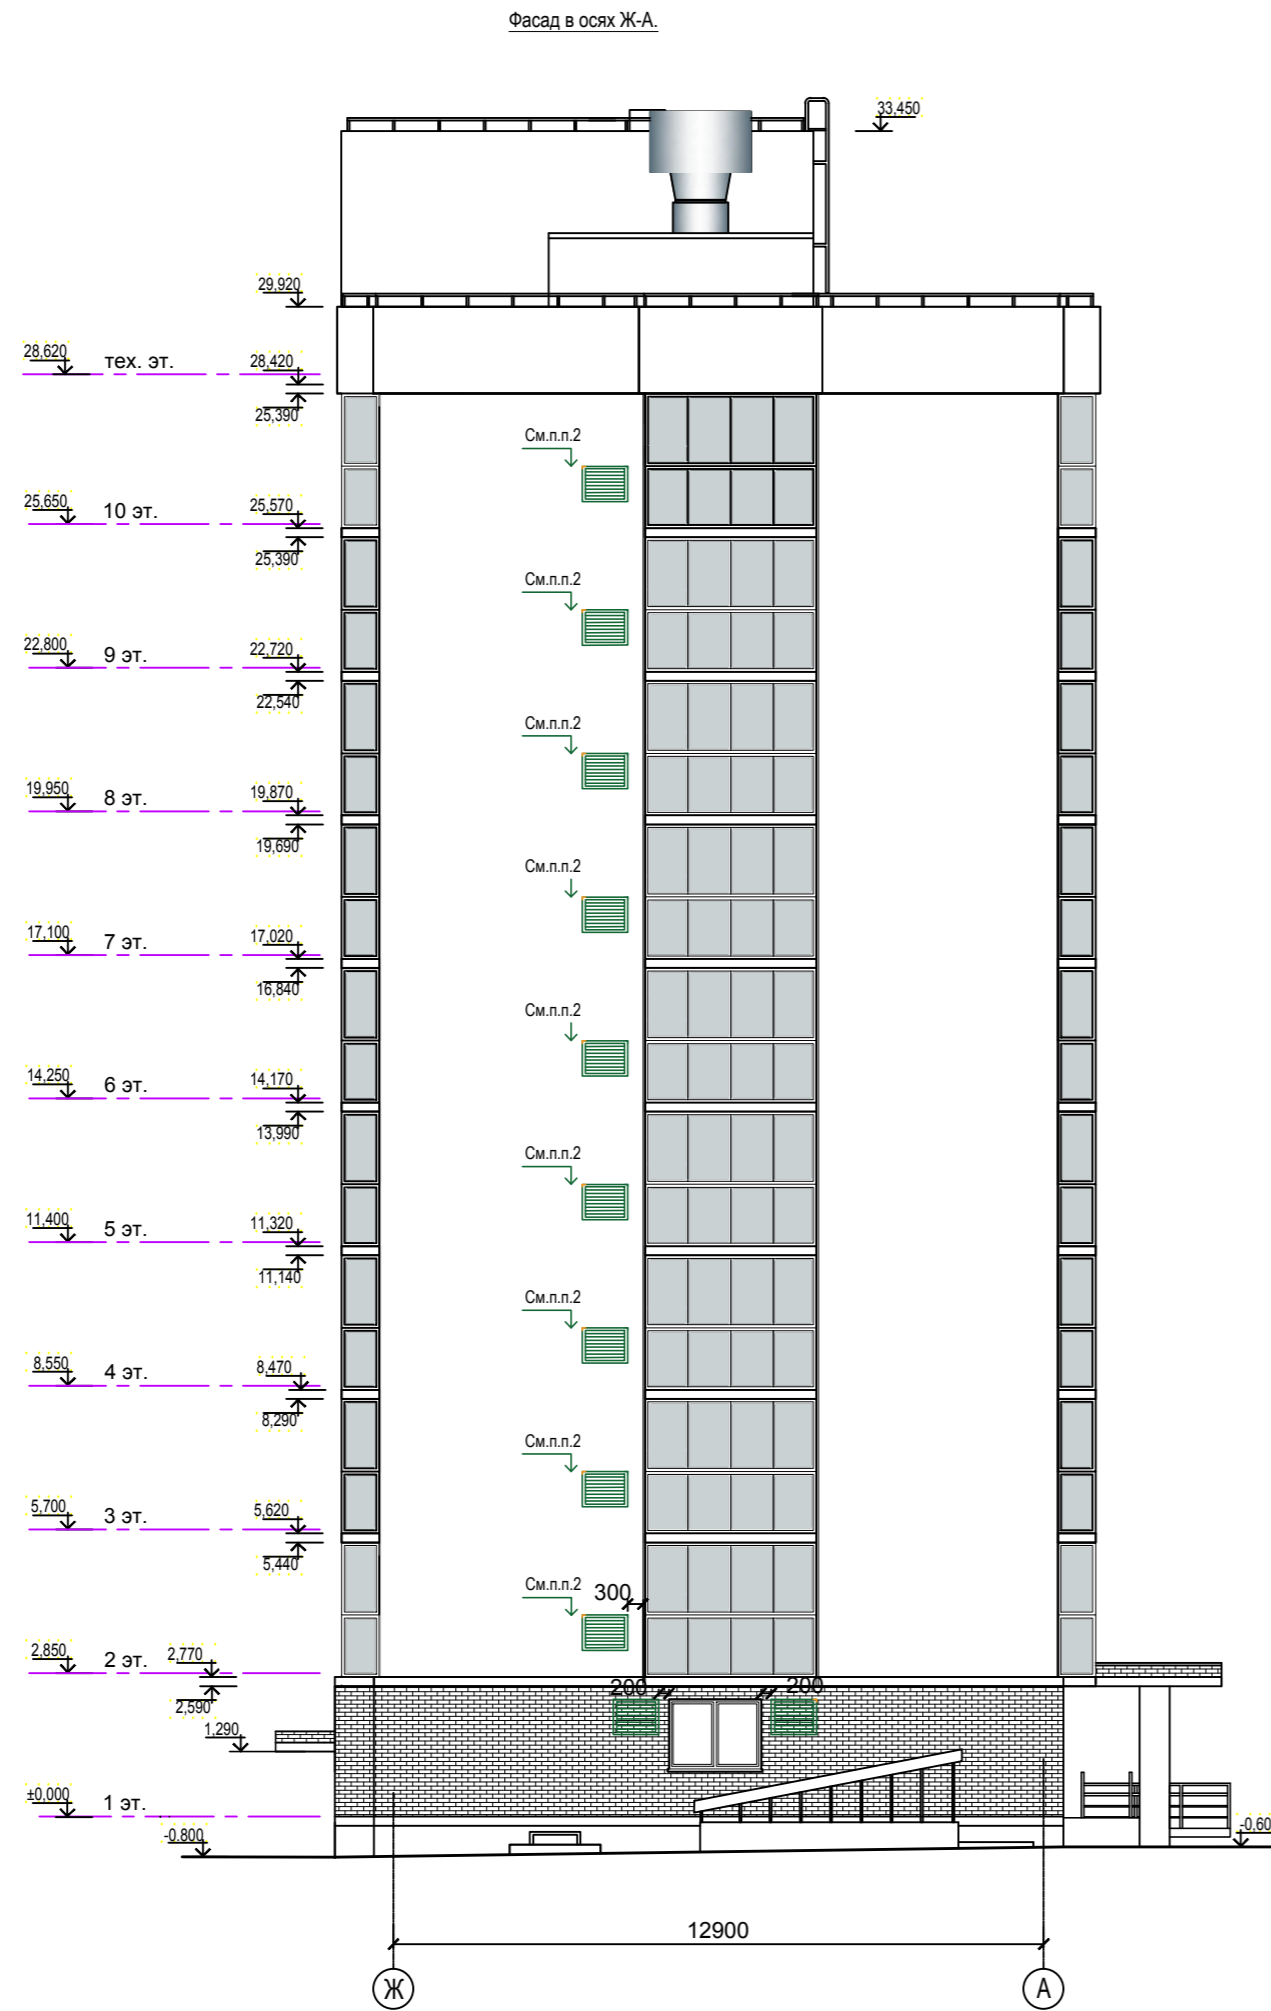 Фасад в осях Ж-А.
33,450
29,920
28,620
тех. эт.
28,420
25,390
См.п.п.2
25,650
10 эт.
25,570
25,390
См.п.п.2
22,800
9 эт.
22,720
22,540
См.п.п.2
19,950
8 эт.
19,870
19,690
См.п.п.2
17,100
7 эт.
17,020
16,840
См.п.п.2
14,250
6 эт.
14,170
13,990
См.п.п.2
11,400
5 эт.
11,320
11,140
См.п.п.2
8,550
4 эт.
8,470
8,290
См.п.п.2
5,700
3 эт.
5,620
5,440
См.п.п.2
300
2,850
2 эт.
2,770
2,590
200
200
1,290
±0,000
1 эт.
-0.800
-0,60
12900
Ж
А